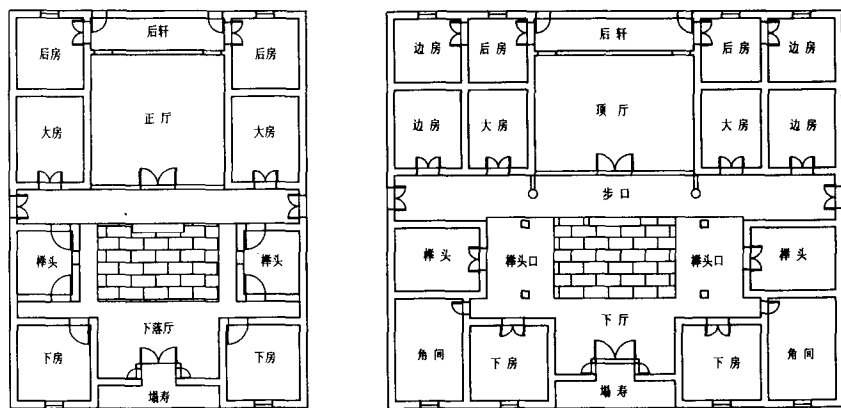 后房 后轩 后房
大房 正厅 大房
榉头 榉头
下落厅
下房 下房
塌寿
边房 后房 后轩 后房 边房
边房 大房 顶厅 大房 边房
步口
榉头 榉头口 榉头口 榉头
下厅
角间 下房 下房 角间
塌寿